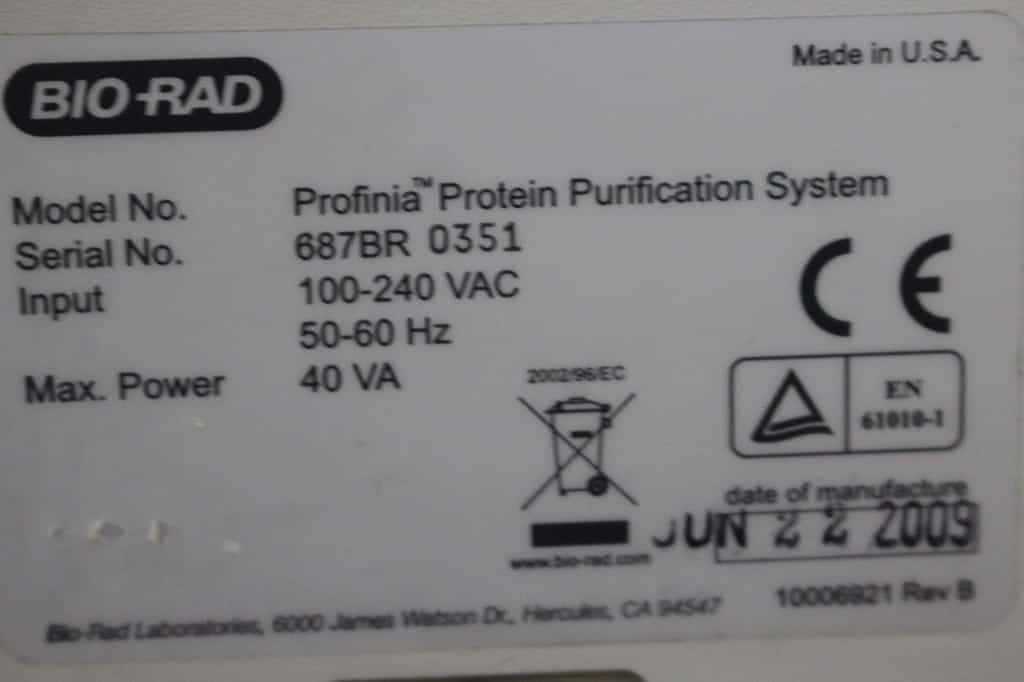 Made in U.S.A.
BIO-RAD
Model No. Profinia™ Protein Purification System
Serial No. 687BR 0351
Input 100-240 VAC
50-60 Hz
Max. Power 40 VA
2002/96/EC
CE
EN
61010-1
date of manufacture
JUN 22 2009
www.bio-rad.com
10006921 Rev B
Bio-Rad Laboratories, 6000 James Watson Dr., Hercules, CA 94547